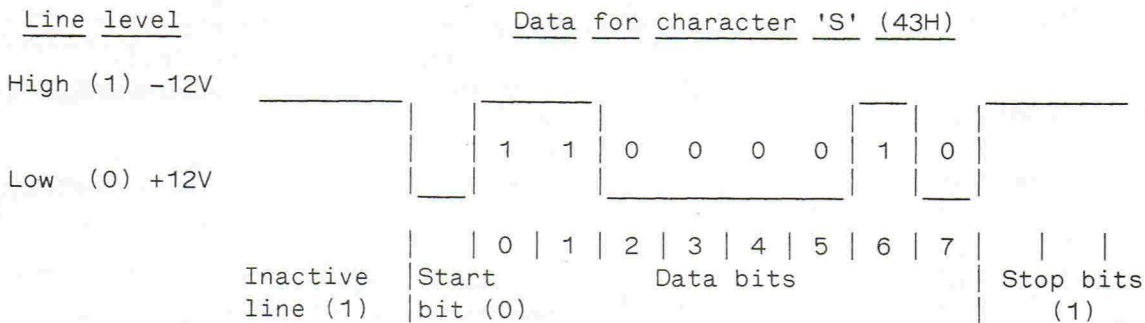 Line level Data for character 'S' (43H)
High (1) -12V
1 1 0 0 0 0 1 0
Low (0) +12V
0 | 1 | 2 | 3 | 4 | 5 | 6 | 7
Inactive Start Data bits Stop bits
line (1) bit (0) (1)